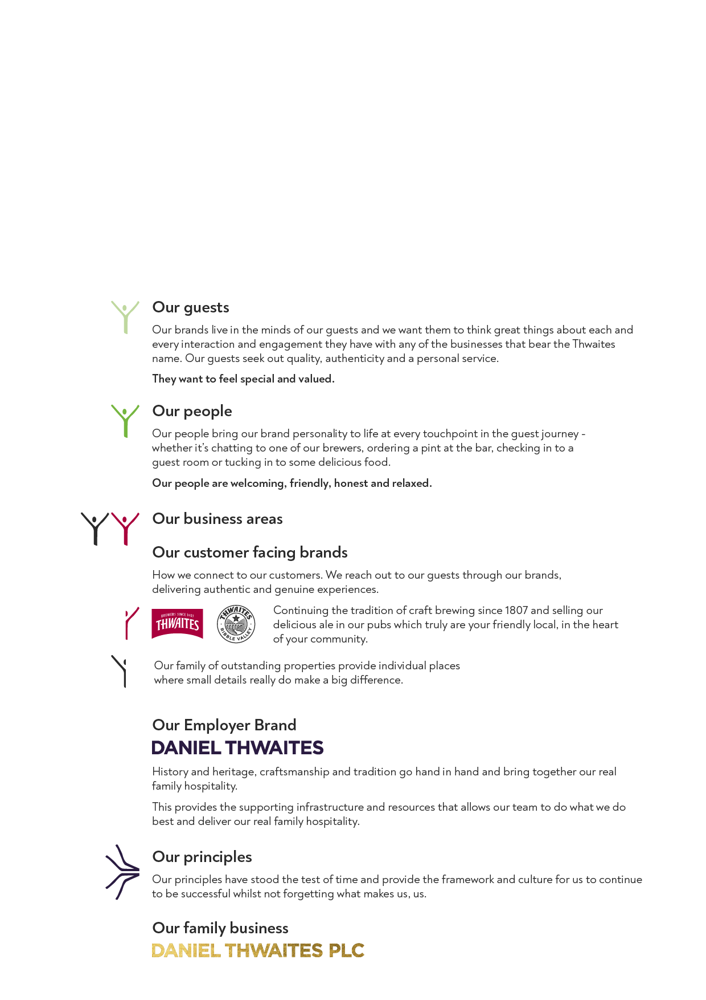 Our guests
Our brands live in the minds of our guests and we want them to think great things about each and
every interaction and engagement they have with any of the businesses that bear the Thwaites
name. Our guests seek out quality, authenticity and a personal service.
They want to feel special and valued.
Our people
Our people bring our brand personality to life at every touchpoint in the guest journey -
whether it’s chatting to one of our brewers, ordering a pint at the bar, checking in to a
guest room or tucking in to some delicious food.
Our people are welcoming, friendly, honest and relaxed.
Our business areas
Our customer facing brands
How we connect to our customers. We reach out to our guests through our brands,
delivering authentic and genuine experiences.
BREWERS SINCE 1807
THWAITES
THWAITES
· RIBBLE VALLEY ·
Continuing the tradition of craft brewing since 1807 and selling our
delicious ale in our pubs which truly are your friendly local, in the heart
of your community.
Our family of outstanding properties provide individual places
where small details really do make a big difference.
Our Employer Brand
DANIEL THWAITES
History and heritage, craftsmanship and tradition go hand in hand and bring together our real
family hospitality.
This provides the supporting infrastructure and resources that allows our team to do what we do
best and deliver our real family hospitality.
Our principles
Our principles have stood the test of time and provide the framework and culture for us to continue
to be successful whilst not forgetting what makes us, us.
Our family business
DANIEL THWAITES PLC